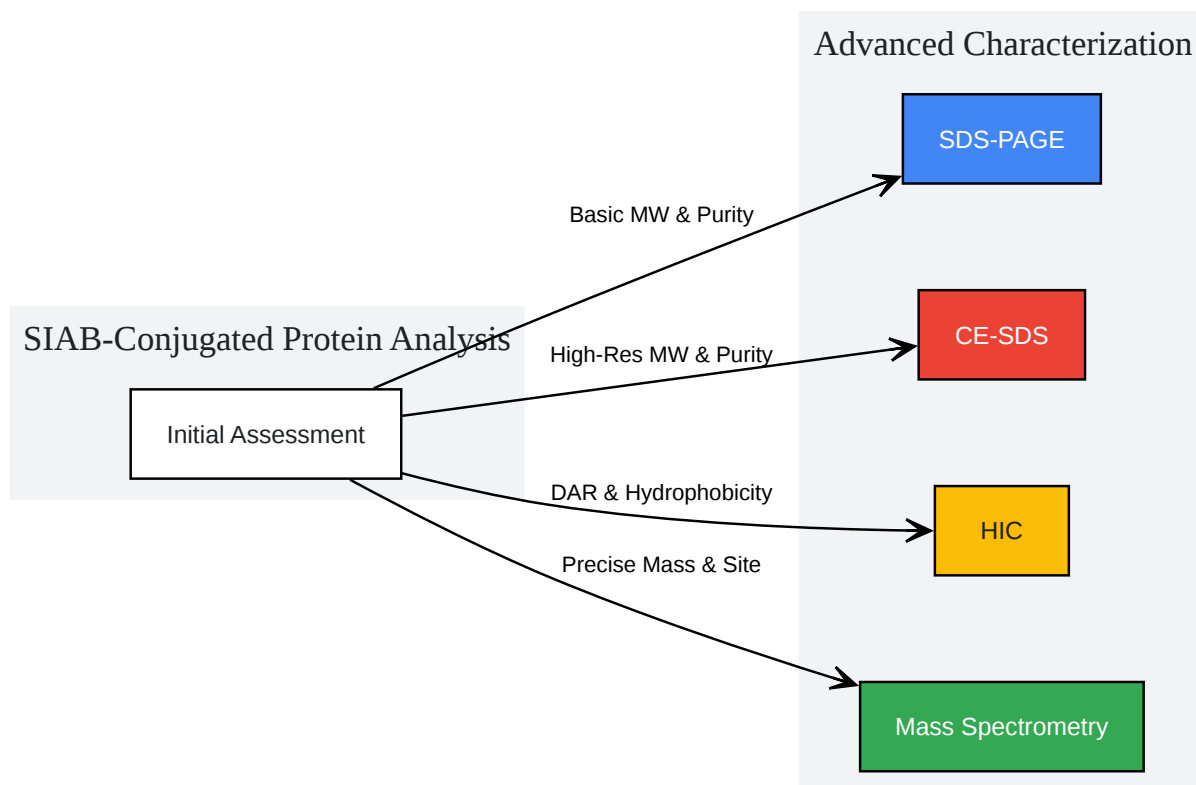 Advanced Characterization
SDS-PAGE
Basic MW & Purity
SIAB-Conjugated Protein Analysis
High-Res MW & Purity
CE-SDS
Initial Assessment
DAR & Hydrophobicity
HIC
Precise Mass & Site
Mass Spectrometry